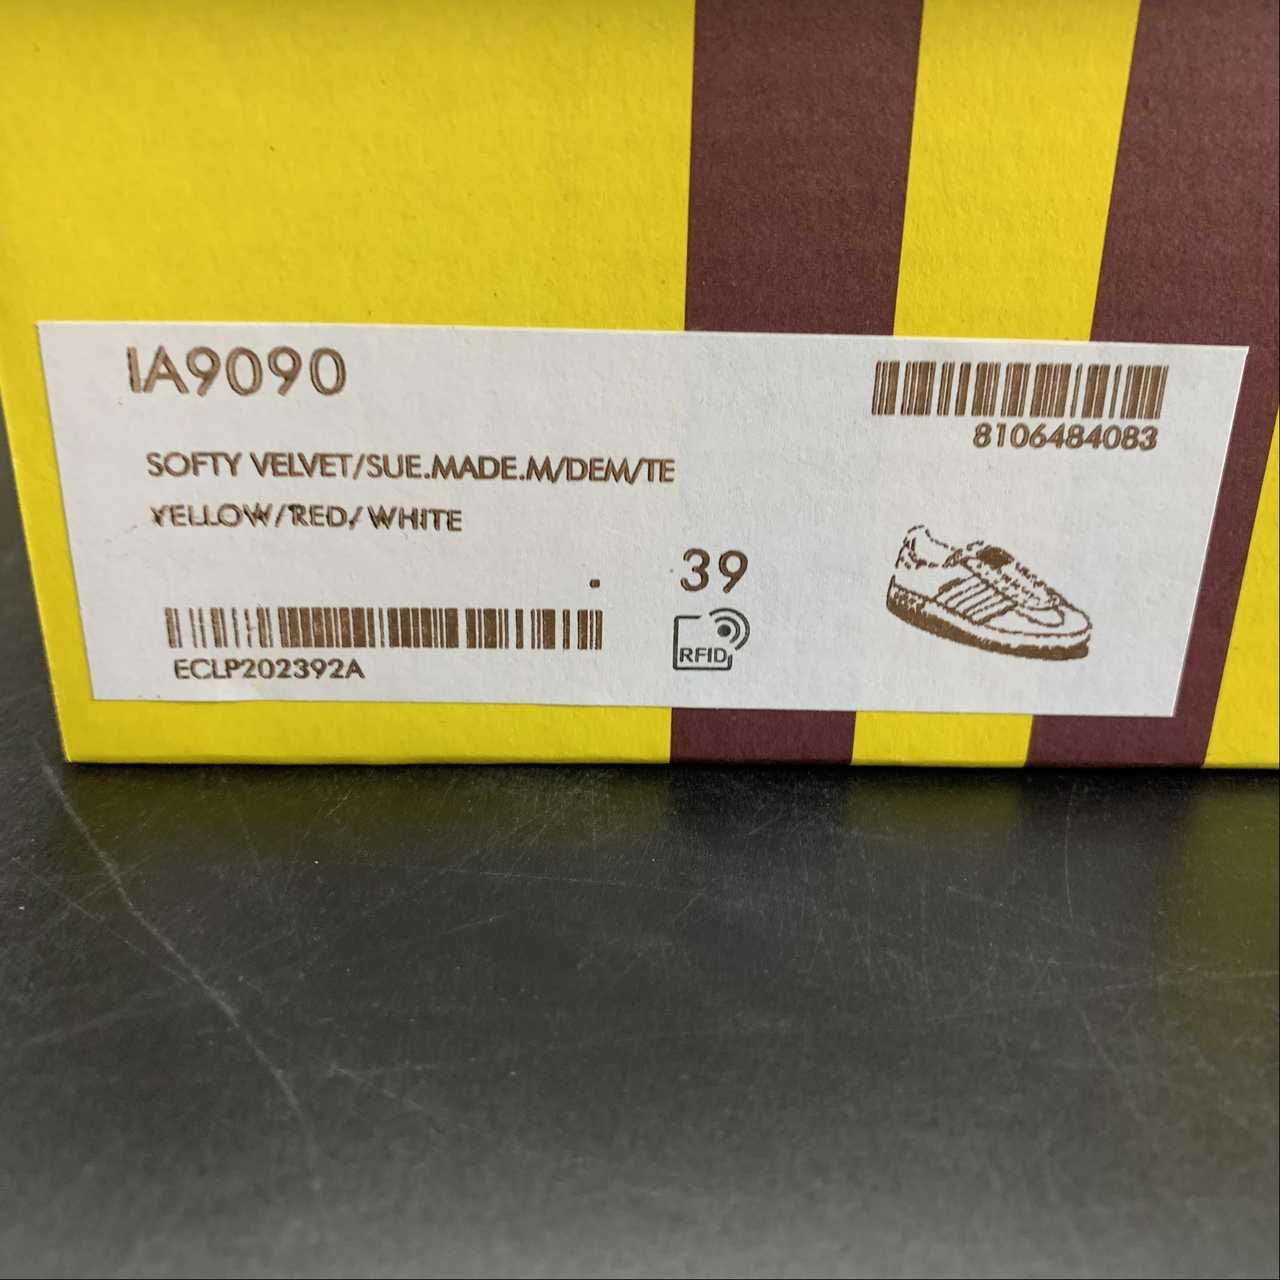 IA9090
8106484083
SOFTY VELVET/SUE.MADE.M/DEM/TE
YELLOW/RED/WHITE
. 39
RFID
ECLP202392A